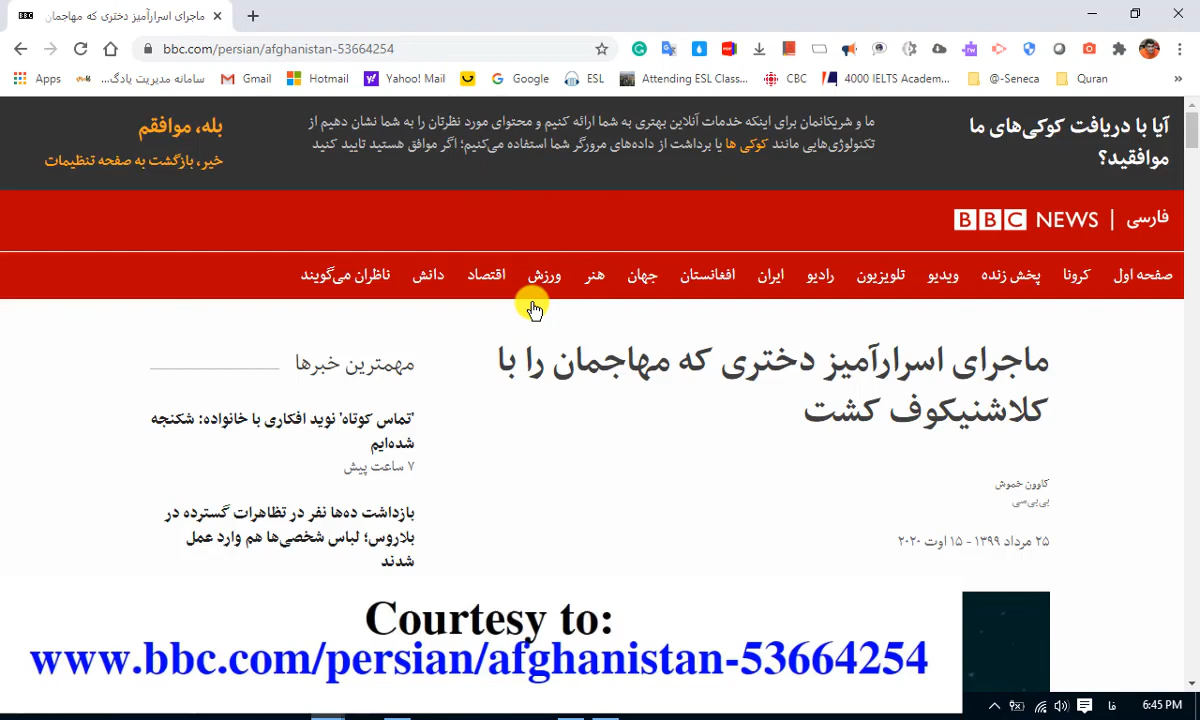 ماجرای اسرارآمیز دختری که مهاجمان
bbc.com/persian/afghanistan-53664254
Apps
سامانه مدیریت یادگ...
Gmail
Hotmail
Yahoo! Mail
Google
ESL
Attending ESL Class...
CBC
4000 IELTS Academ...
@-Seneca
Quran
آیا با دریافت کوکی‌های ما
موافقید؟
ما و شریکانمان برای اینکه خدمات آنلاین بهتری به شما ارائه کنیم و محتوای مورد نظرتان را به شما نشان دهیم از
تکنولوژی‌هایی مانند کوکی ها یا برداشت از داده‌های مرورگر شما استفاده می‌کنیم؛ اگر موافق هستید تایید کنید
بله، موافقم
خیر، بازگشت به صفحه تنظیمات
BBC NEWS | فارسی
صفحه اول
کرونا
پخش زنده
ویدیو
تلویزیون
رادیو
ایران
افغانستان
جهان
هنر
ورزش
اقتصاد
دانش
ناظران می‌گویند
ماجرای اسرارآمیز دختری که مهاجمان را با
کلاشنیکوف کشت
کاوون خموش
بی‌بی‌سی
۲۵ مرداد ۱۳۹۹ - ۱۵ اوت ۲۰۲۰
مهمترین خبرها
'تماس کوتاه' نوید افکاری با خانواده: شکنجه
شده‌ایم
۷ ساعت پیش
بازداشت ده‌ها نفر در تظاهرات گسترده در
بلاروس؛ لباس شخصی‌ها هم وارد عمل
شدند
Courtesy to:
www.bbc.com/persian/afghanistan-53664254
فا
6:45 PM